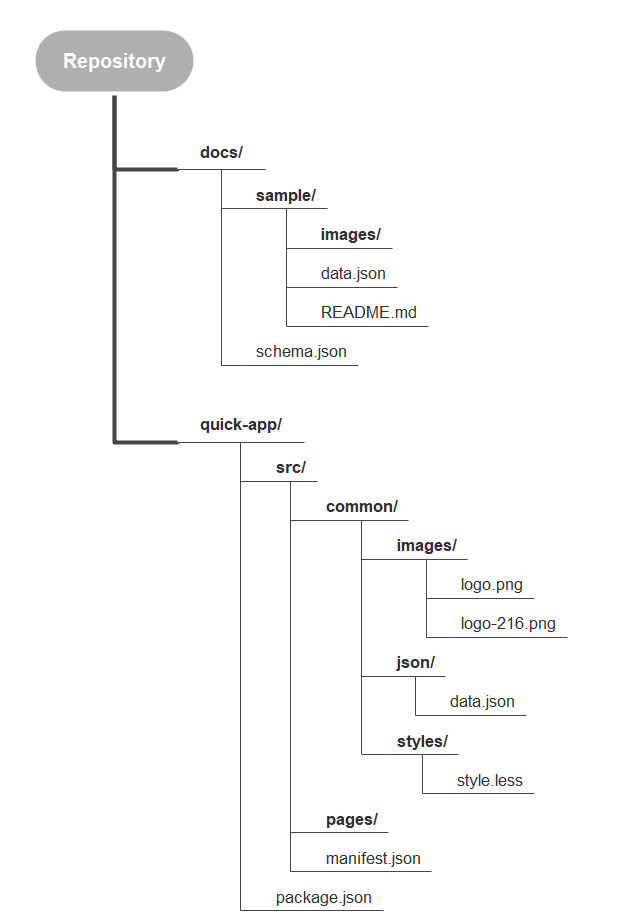 Repository
docs/
sample/
images/
data.json
README.md
schema.json
quick-app/
src/
common/
images/
logo.png
logo-216.png
json/
data.json
styles/
style.less
pages/
manifest.json
package.json